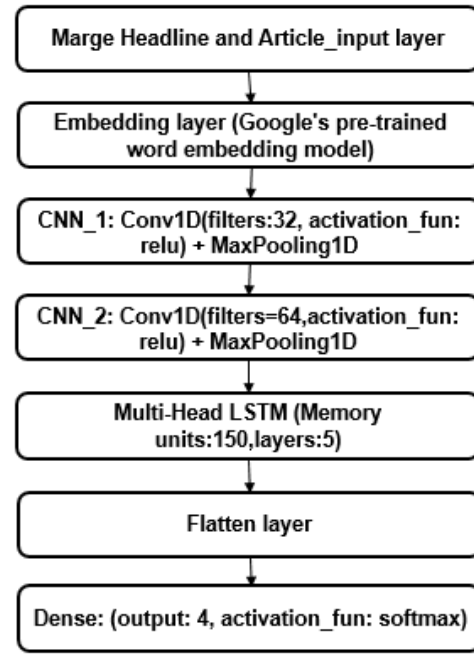 Marge Headline and Article_input layer
Embedding layer (Google's pre-trained
word embedding model)
CNN_1: Conv1D(filters:32, activation_fun:
relu) + MaxPooling1D
CNN_2: Conv1D(filters=64,activation_fun:
relu) + MaxPooling1D
Multi-Head LSTM (Memory
units:150,layers:5)
Flatten layer
Dense: (output: 4, activation_fun: softmax)